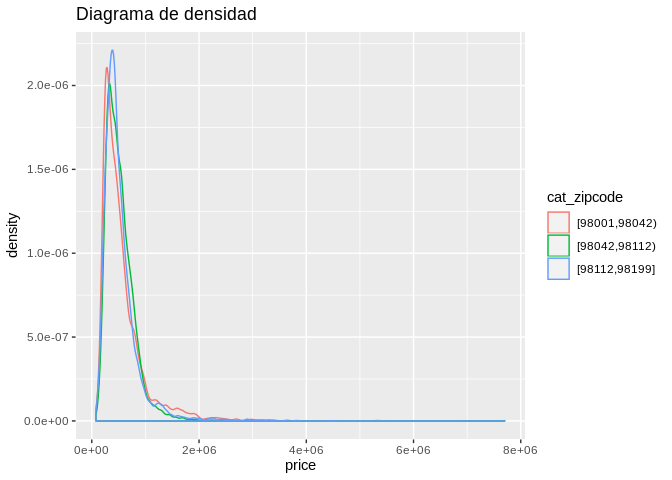 Diagrama de densidad
density
2.0e-06
1.5e-06
1.0e-06
5.0e-07
0.0e+00
0e+00 2e+06 4e+06 6e+06 8e+06
price
cat_zipcode
[98001,98042)
[98042,98112)
[98112,98199]